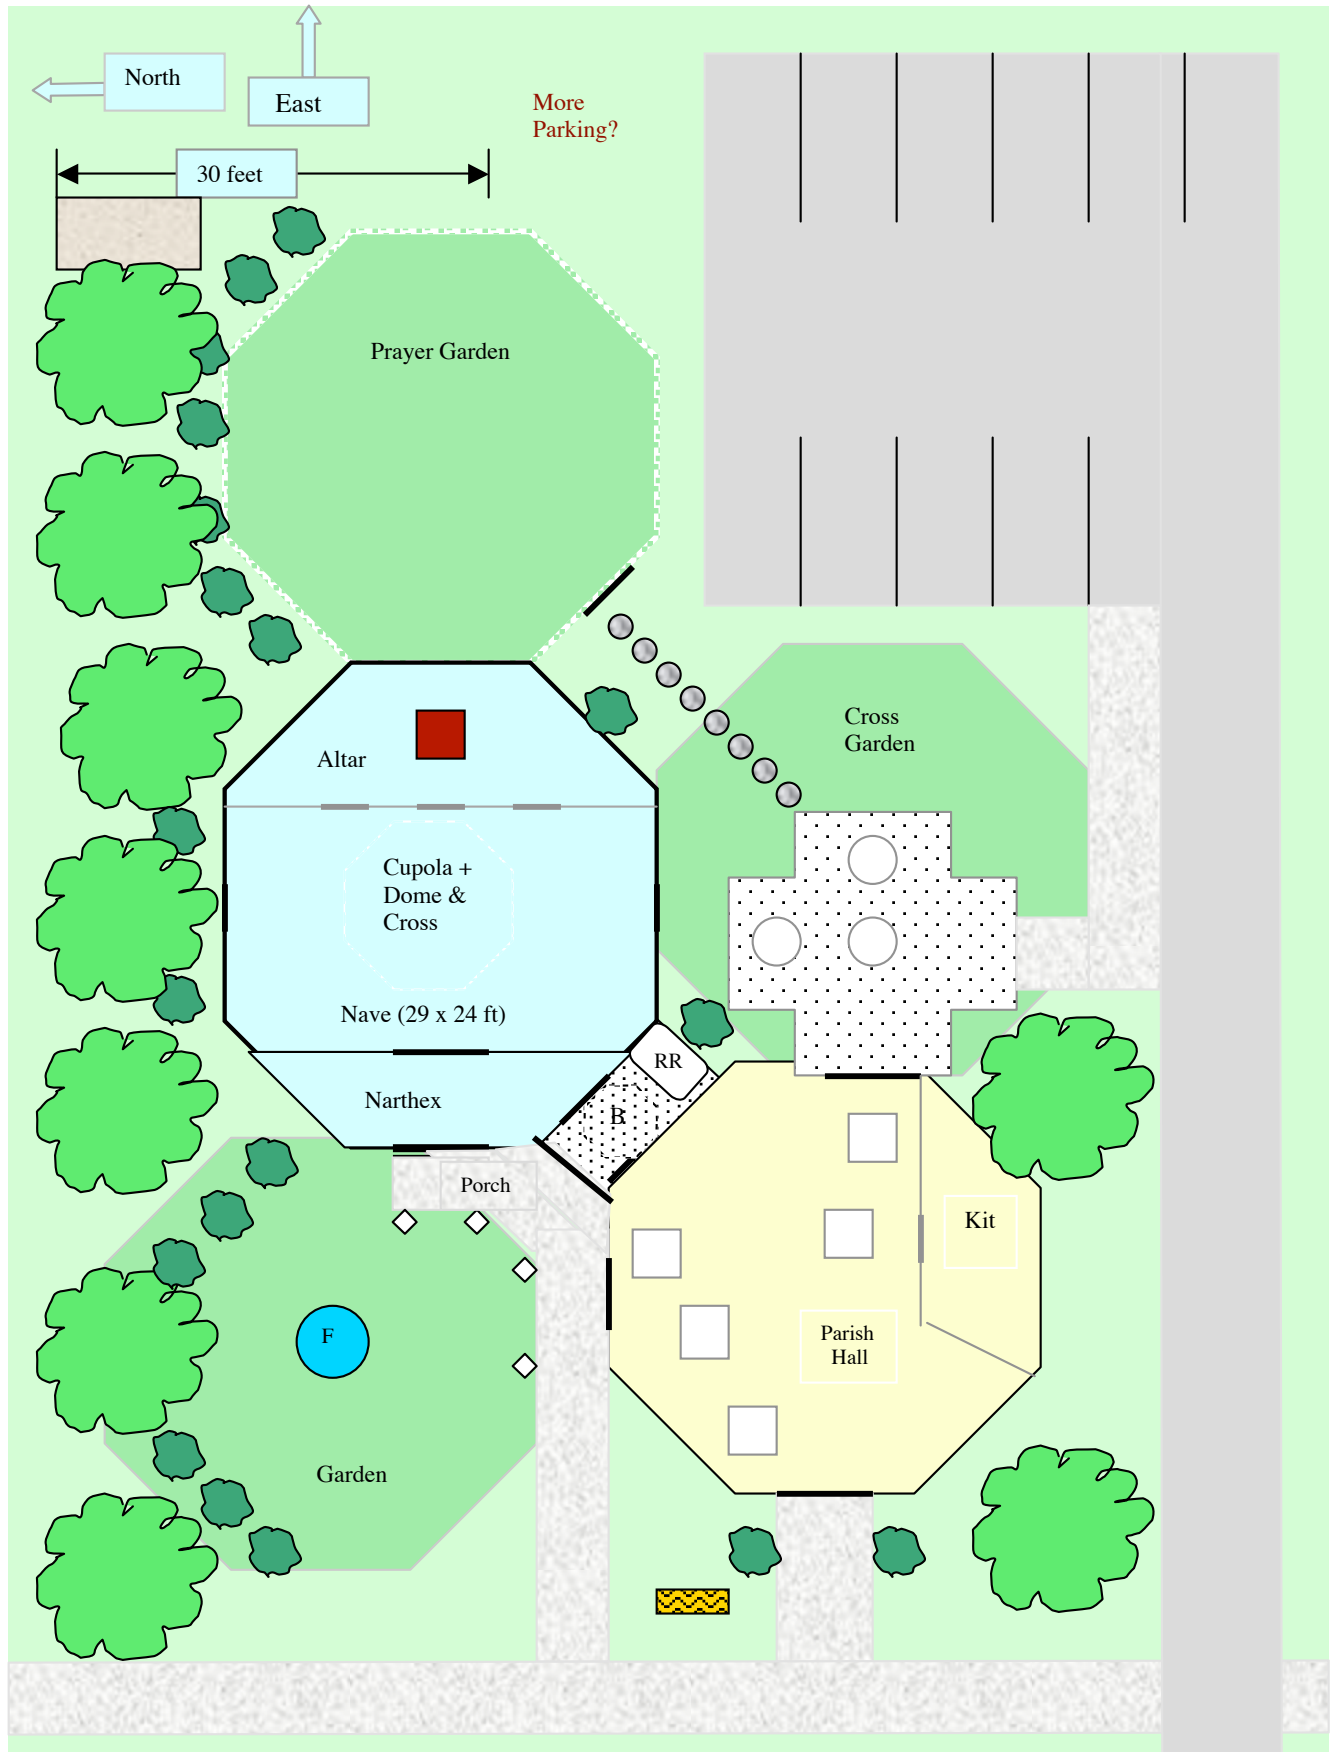 North
East
More
Parking?
30 feet
Prayer Garden
Cross
Garden
Altar
Cupola +
Dome &
Cross
Nave (29 x 24 ft)
RR
Narthex
B
Porch
Kit
F
Parish
Hall
Garden